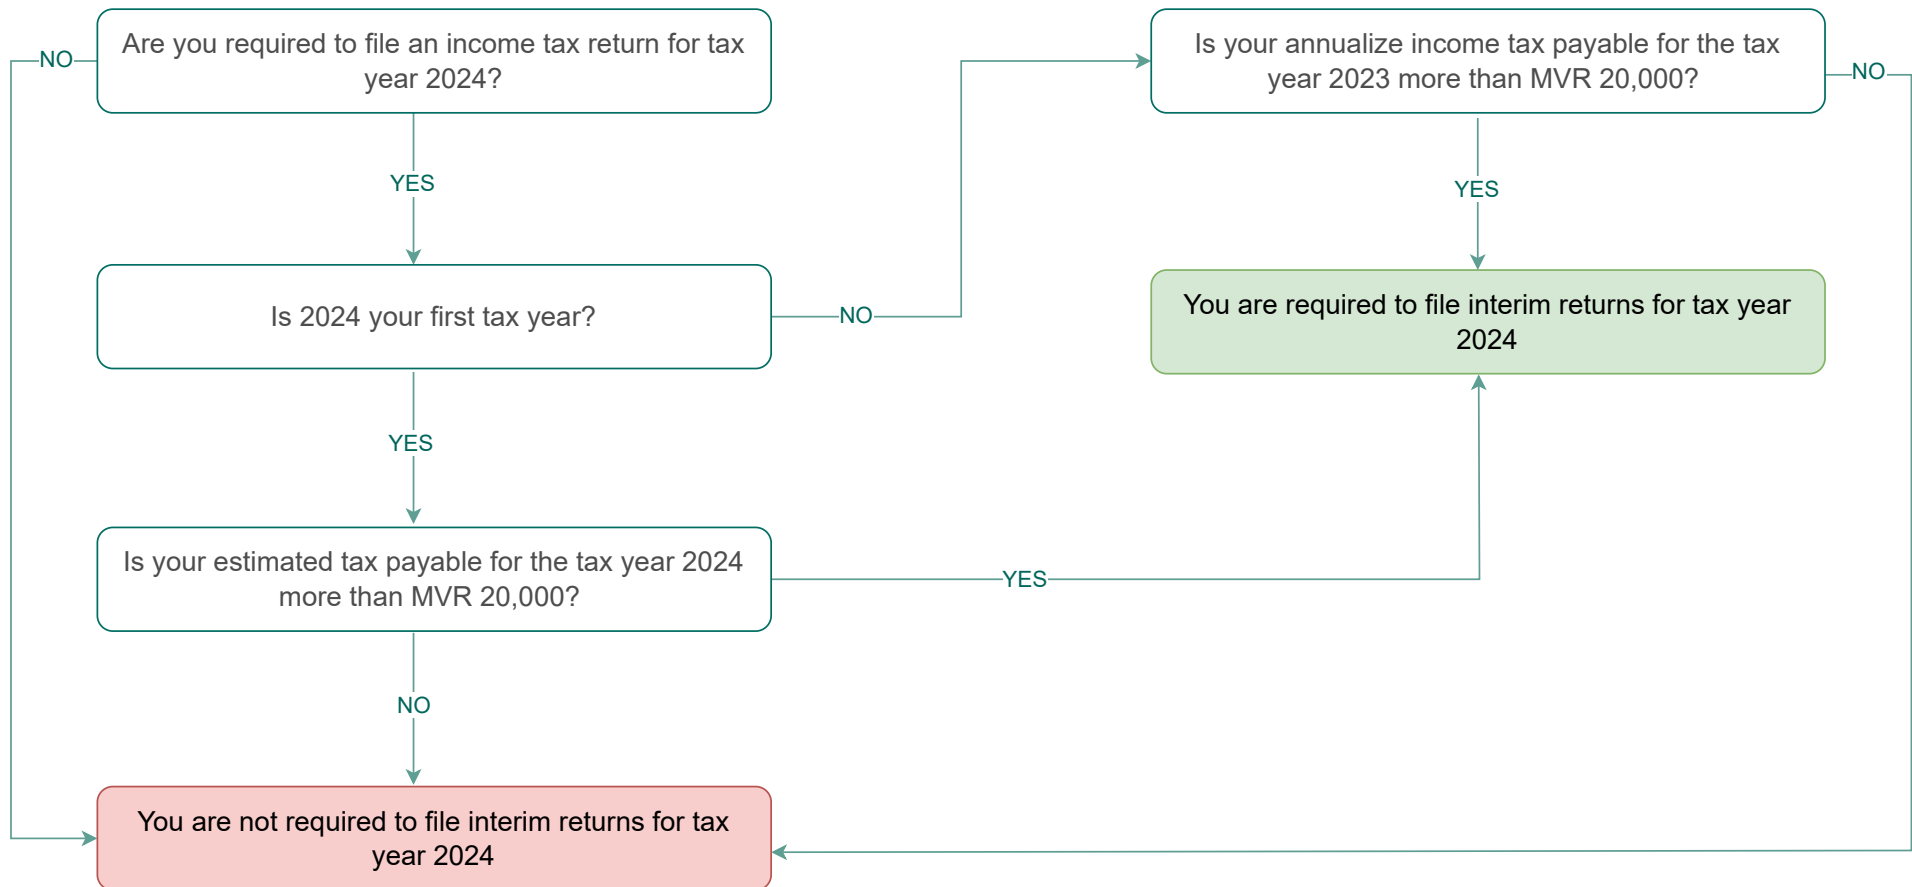 Are you required to file an income tax return for tax
year 2024?
NO
YES
Is 2024 your first tax year?
NO
YES
Is your estimated tax payable for the tax year 2024
more than MVR 20,000?
YES
NO
You are not required to file interim returns for tax
year 2024
Is your annualize income tax payable for the tax
year 2023 more than MVR 20,000?
NO
YES
You are required to file interim returns for tax year
2024